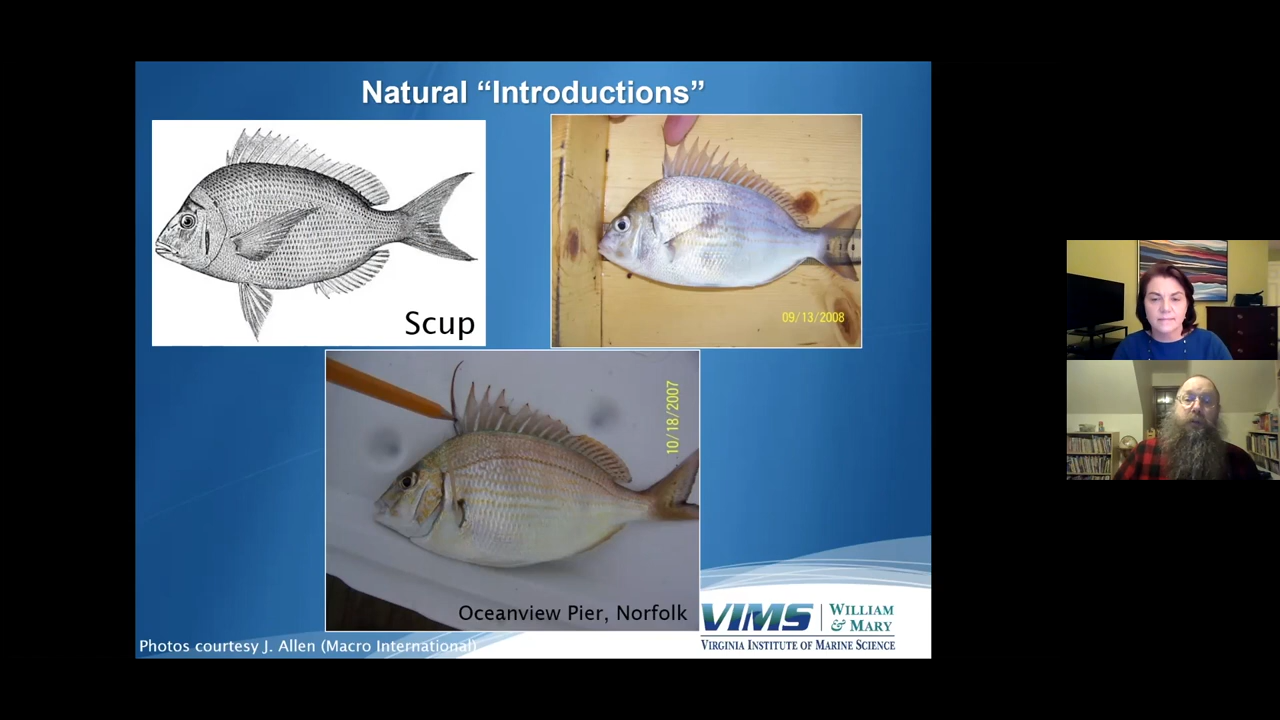 Natural “Introductions”
Scup
09/13/2008
10/18/2007
Oceanview Pier, Norfolk
Photos courtesy J. Allen (Macro International)
VIMS
WILLIAM
& MARY
VIRGINIA INSTITUTE OF MARINE SCIENCE